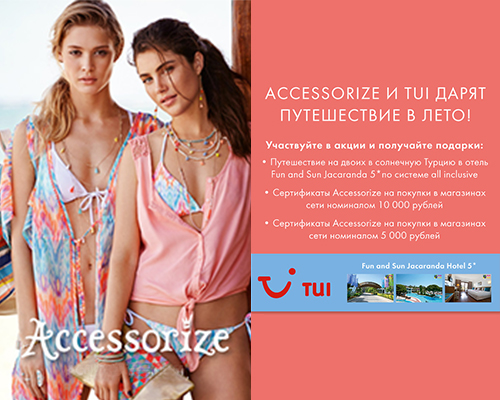 Accessorize
ACCESSORIZE И TUI ДАРЯТ
ПУТЕШЕСТВИЕ В ЛЕТО!
Участвуйте в акции и получайте подарки:
• Путешествие на двоих в солнечную Турцию в отель
Fun and Sun Jacaranda 5* по системе all inclusive
• Сертификаты Accessorize на покупки в магазинах
сети номиналом 10 000 рублей
• Сертификаты Accessorize на покупки в магазинах
сети номиналом 5 000 рублей
Fun and Sun Jacaranda Hotel 5*
TUI